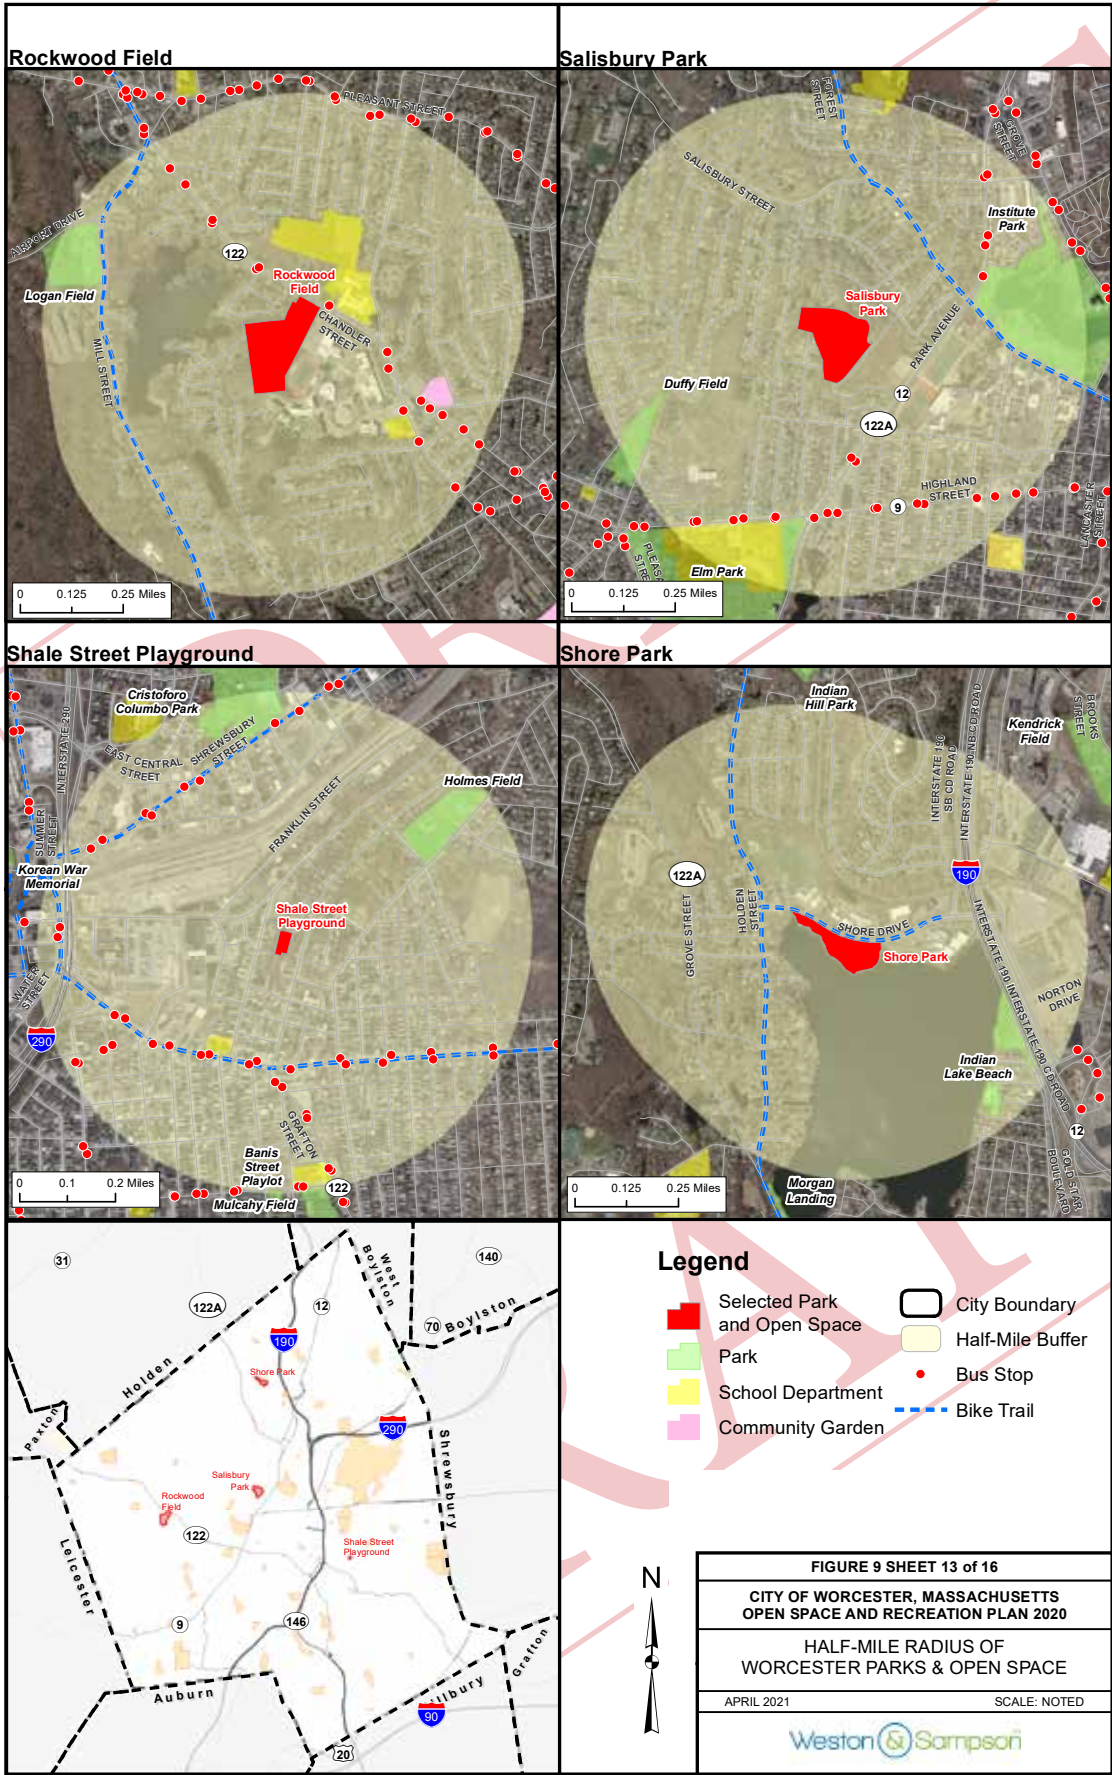 Rockwood Field
PLEASANT STREET
AIRPORT DRIVE
122
Rockwood
Field
Logan Field
CHANDLER
STREET
MILL STREET
0 0.125 0.25 Miles
Salisbury Park
FOREST
STREET
GROVE
STREET
SALISBURY STREET
Institute
Park
Salisbury
Park
PARK AVENUE
Duffy Field
12
122A
HIGHLAND
STREET
9
LANCASTER
STREET
Elm Park
0 0.125 0.25 Miles
Shale Street Playground
Cristoforo
Columbo Park
INTERSTATE 290
SHREWSBURY
STREET
EAST CENTRAL
STREET
Holmes Field
FRANKLIN STREET
SUMMER
STREET
Korean War
Memorial
Shale Street
Playground
WATER
STREET
290
GRAFTON
STREET
Banis
Street
Playlot
122
Mulcahy Field
0 0.1 0.2 Miles
Shore Park
Indian
Hill Park
BROOKS
STREET
Kendrick
Field
INTERSTATE 190
SB CD ROAD
INTERSTATE 190 NB CD ROAD
122A
190
HOLDEN
STREET
GROVE STREET
SHORE DRIVE
Shore Park
INTERSTATE 190
INTERSTATE 190 CD ROAD
NORTON
DRIVE
Indian
Lake Beach
12
GOLD STAR
BOULEVARD
Morgan
Landing
0 0.125 0.25 Miles
31
140
West
Boylston
122A
12
70
Boylston
190
Holden
Shore Park
Paxton
290
Shrewsbury
Salisbury
Park
Rockwood
Field
122
Shale Street
Playground
Leicester
9
146
Grafton
Auburn
90
20
Legend
Selected Park
and Open Space
Park
School Department
Community Garden
City Boundary
Half-Mile Buffer
Bus Stop
Bike Trail
N
FIGURE 9 SHEET 13 of 16
CITY OF WORCESTER, MASSACHUSETTS
OPEN SPACE AND RECREATION PLAN 2020
HALF-MILE RADIUS OF
WORCESTER PARKS & OPEN SPACE
APRIL 2021 SCALE: NOTED
Weston & Sampson